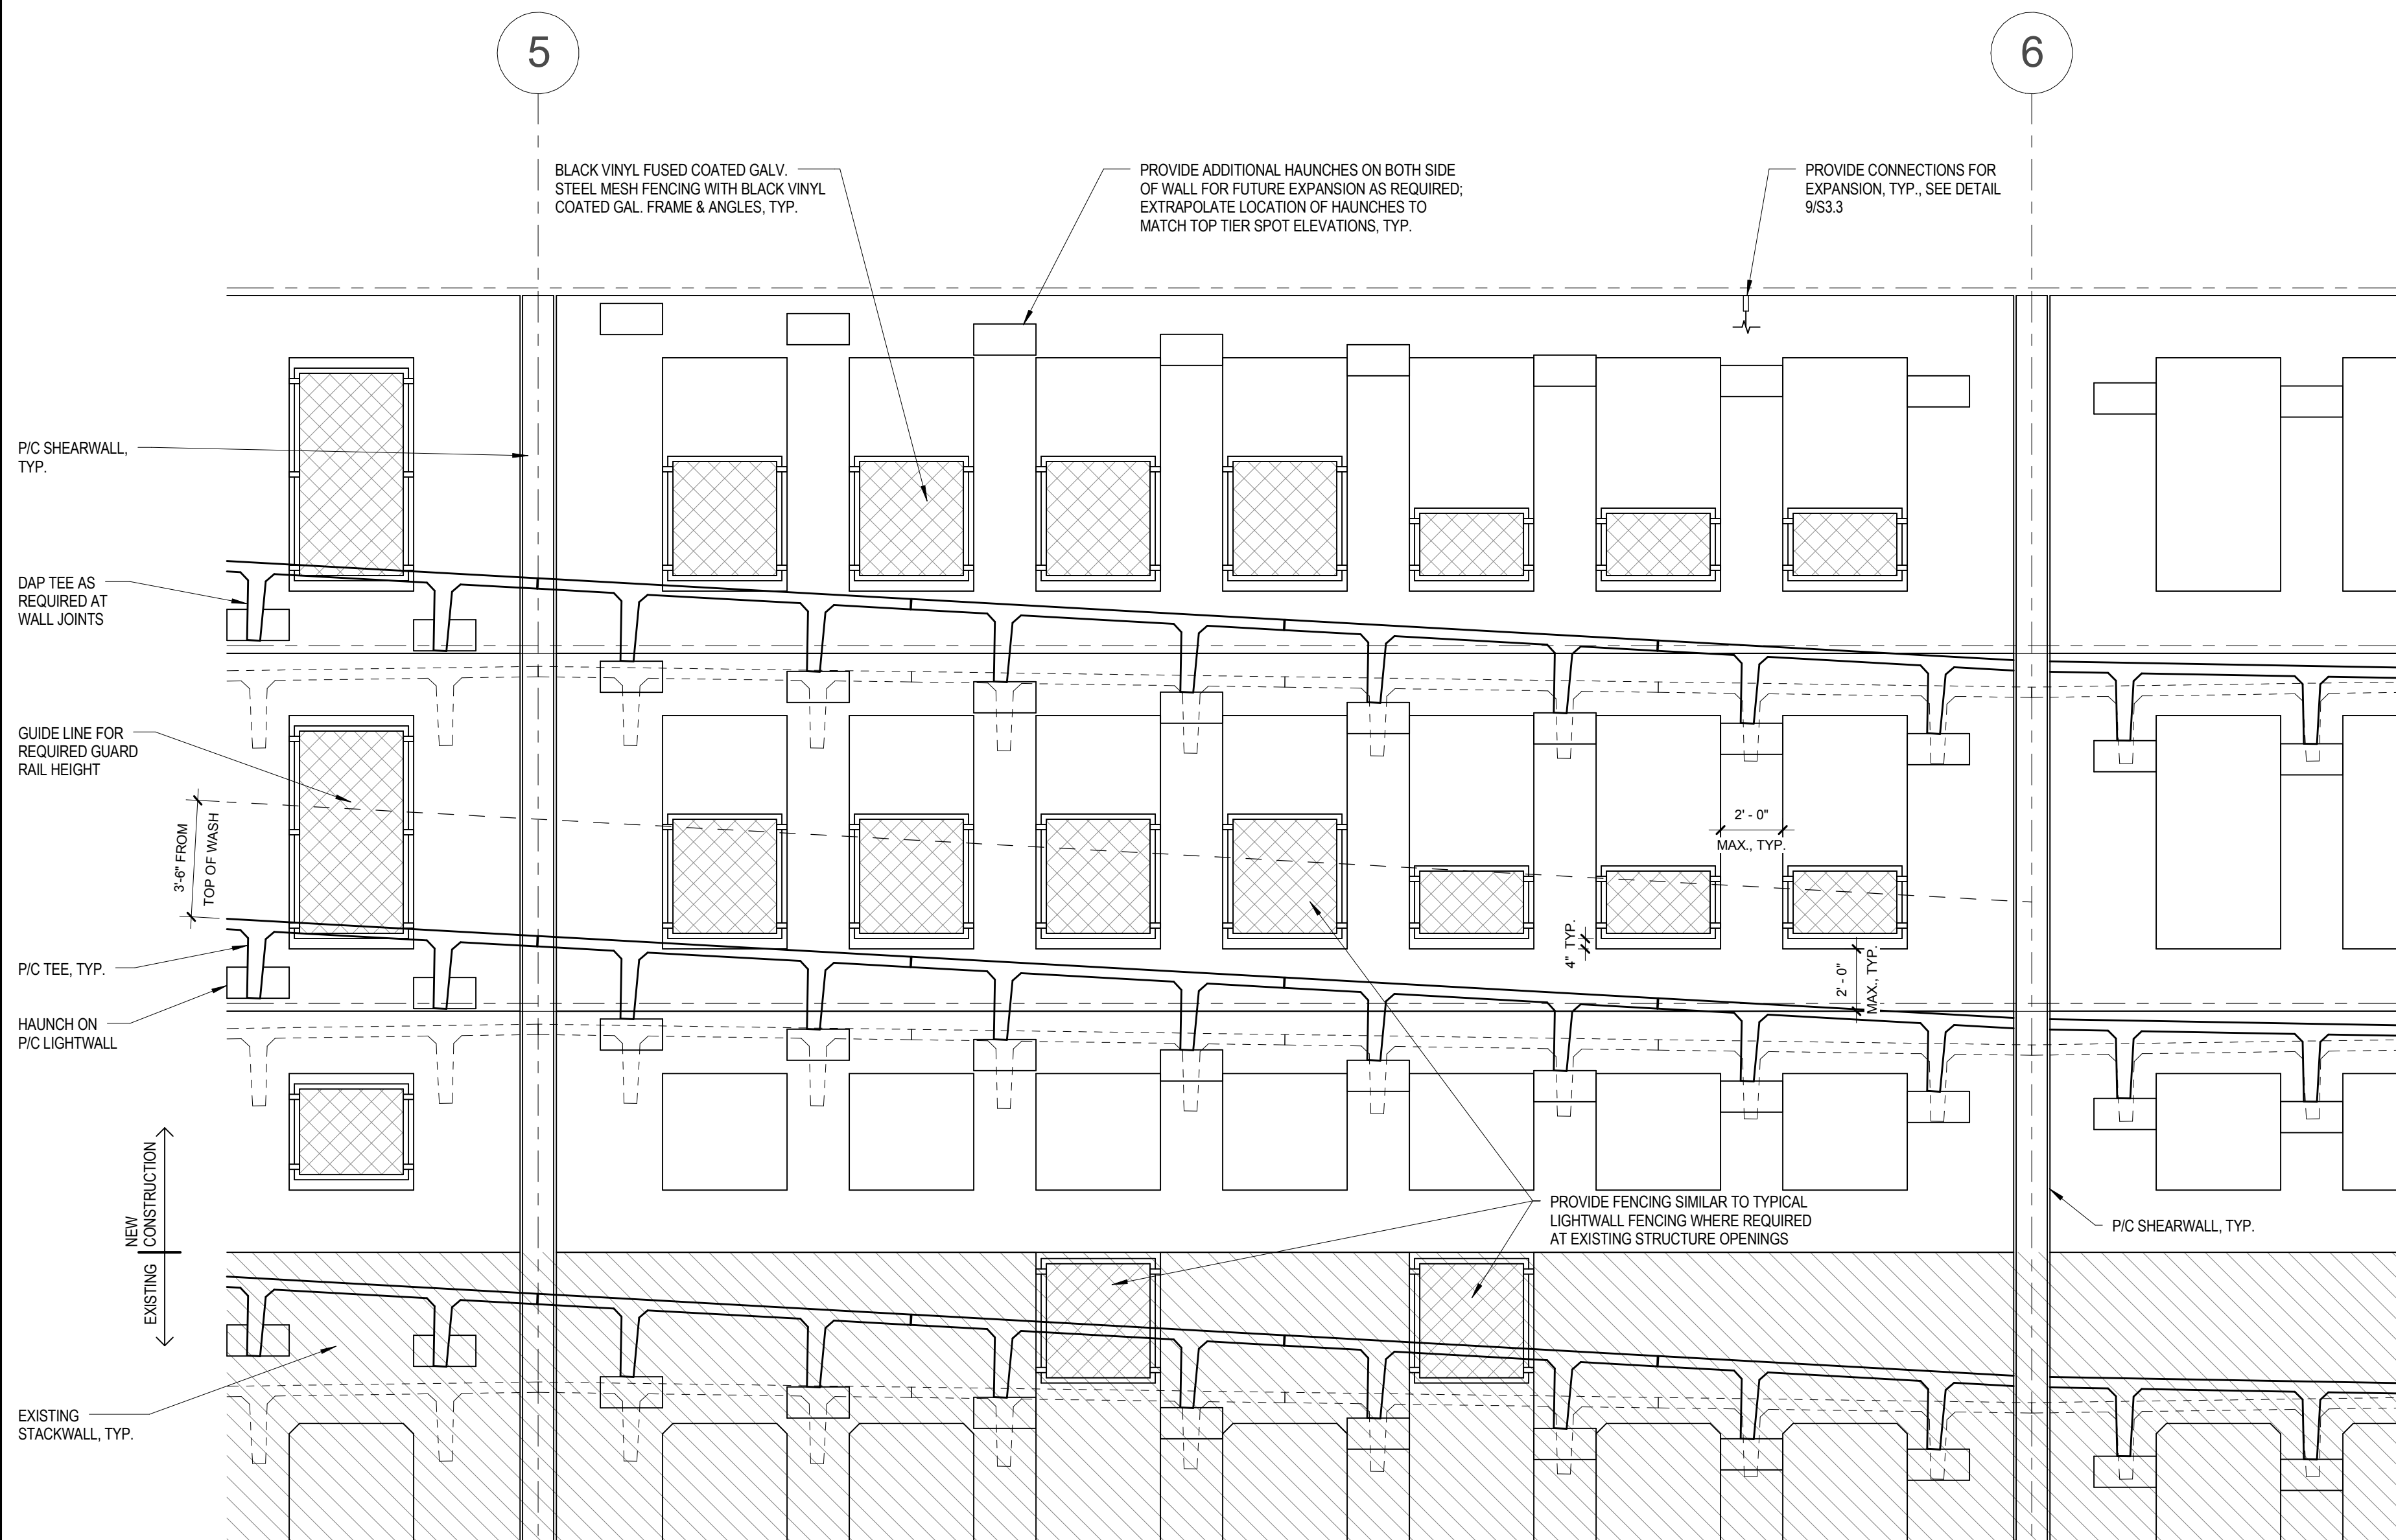 5
6
BLACK VINYL FUSED COATED GALV.
STEEL MESH FENCING WITH BLACK VINYL
COATED GAL. FRAME & ANGLES, TYP.
PROVIDE ADDITIONAL HAUNCHES ON BOTH SIDE
OF WALL FOR FUTURE EXPANSION AS REQUIRED;
EXTRAPOLATE LOCATION OF HAUNCHES TO
MATCH TOP TIER SPOT ELEVATIONS, TYP.
PROVIDE CONNECTIONS FOR
EXPANSION, TYP., SEE DETAIL
9/S3.3
P/C SHEARWALL,
TYP.
DAP TEE AS
REQUIRED AT
WALL JOINTS
GUIDE LINE FOR
REQUIRED GUARD
RAIL HEIGHT
3'-6" FROM
TOP OF WASH
2' - 0"
MAX., TYP.
4" TYP.
2' - 0"
MAX., TYP.
P/C TEE, TYP.
HAUNCH ON
P/C LIGHTWALL
NEW
CONSTRUCTION
EXISTING
PROVIDE FENCING SIMILAR TO TYPICAL
LIGHTWALL FENCING WHERE REQUIRED
AT EXISTING STRUCTURE OPENINGS
P/C SHEARWALL, TYP.
EXISTING
STACKWALL, TYP.